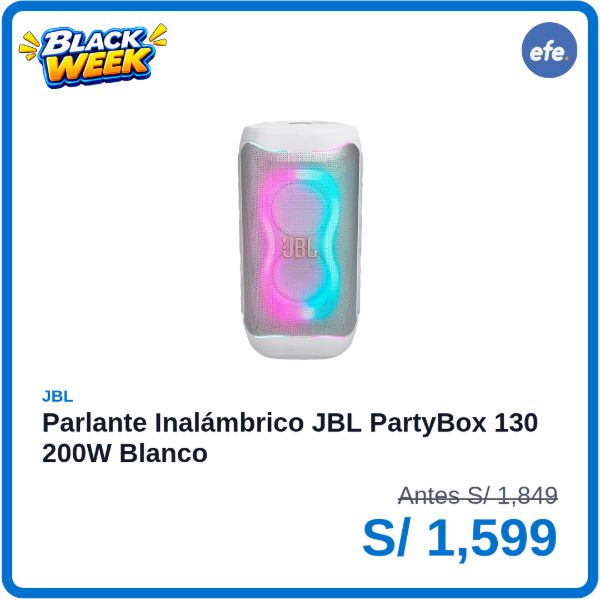 BLACK
WEEK
efe.
JBL
JBL
Parlante Inalámbrico JBL PartyBox 130
200W Blanco
Antes S/ 1,849
S/ 1,599